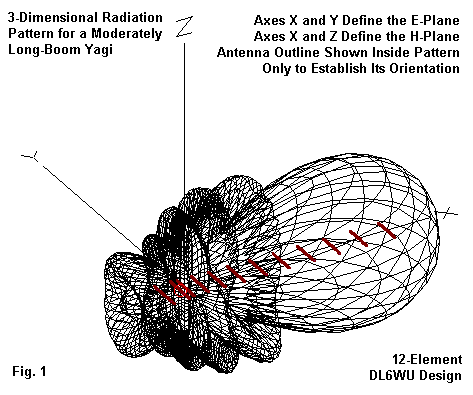 3-Dimensional Radiation
Pattern for a Moderately
Long-Boom Yagi
Axes X and Y Define the E-Plane
Axes X and Z Define the H-Plane
Antenna Outline Shown Inside Pattern
Only to Establish Its Orientation
Z
Y
X
12-Element
DL6WU Design
Fig. 1